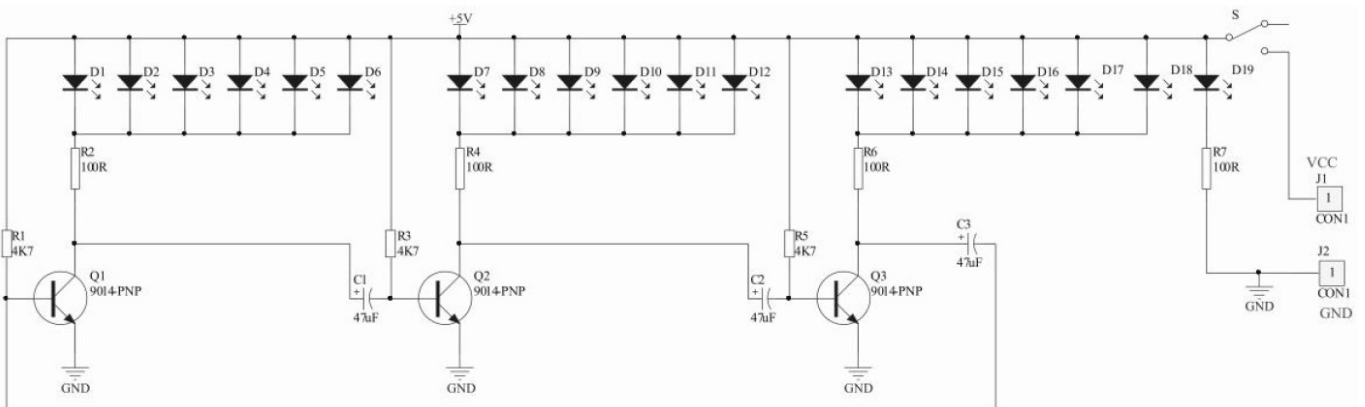 +5V
S
D1
D2
D3
D4
D5
D6
D7
D8
D9
D10
D11
D12
D13
D14
D15
D16
D17
D18
D19
R2
100R
R4
100R
R6
100R
R7
100R
VCC
J1
1
CON1
R1
4K7
R3
4K7
R5
4K7
C3
+
47uF
J2
1
CON1
GND
GND
Q1
9014-PNP
C1
+
47uF
Q2
9014-PNP
C2
+
47uF
Q3
9014-PNP
GND
GND
GND